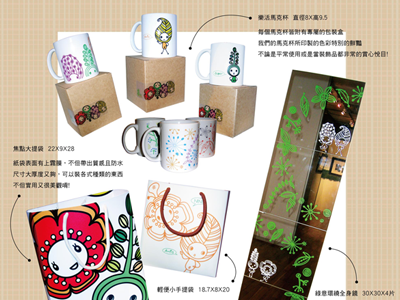 樂活馬克杯　直徑8X高9.5
每個馬克杯皆附有專屬的包裝盒
我們的馬克杯所印製的色彩特別的鮮豔
不論是平常使用或是當裝飾品都非常的賞心悅目!
焦點大提袋　22X9X28
紙袋表面有上霧膜、不但帶出質感且防水
尺寸大厚度又夠、可以裝各式種類的東西
不但實用又很美觀唷!
輕便小手提袋　18.7X8X20
綠意環繞全身鏡　30X30X4片